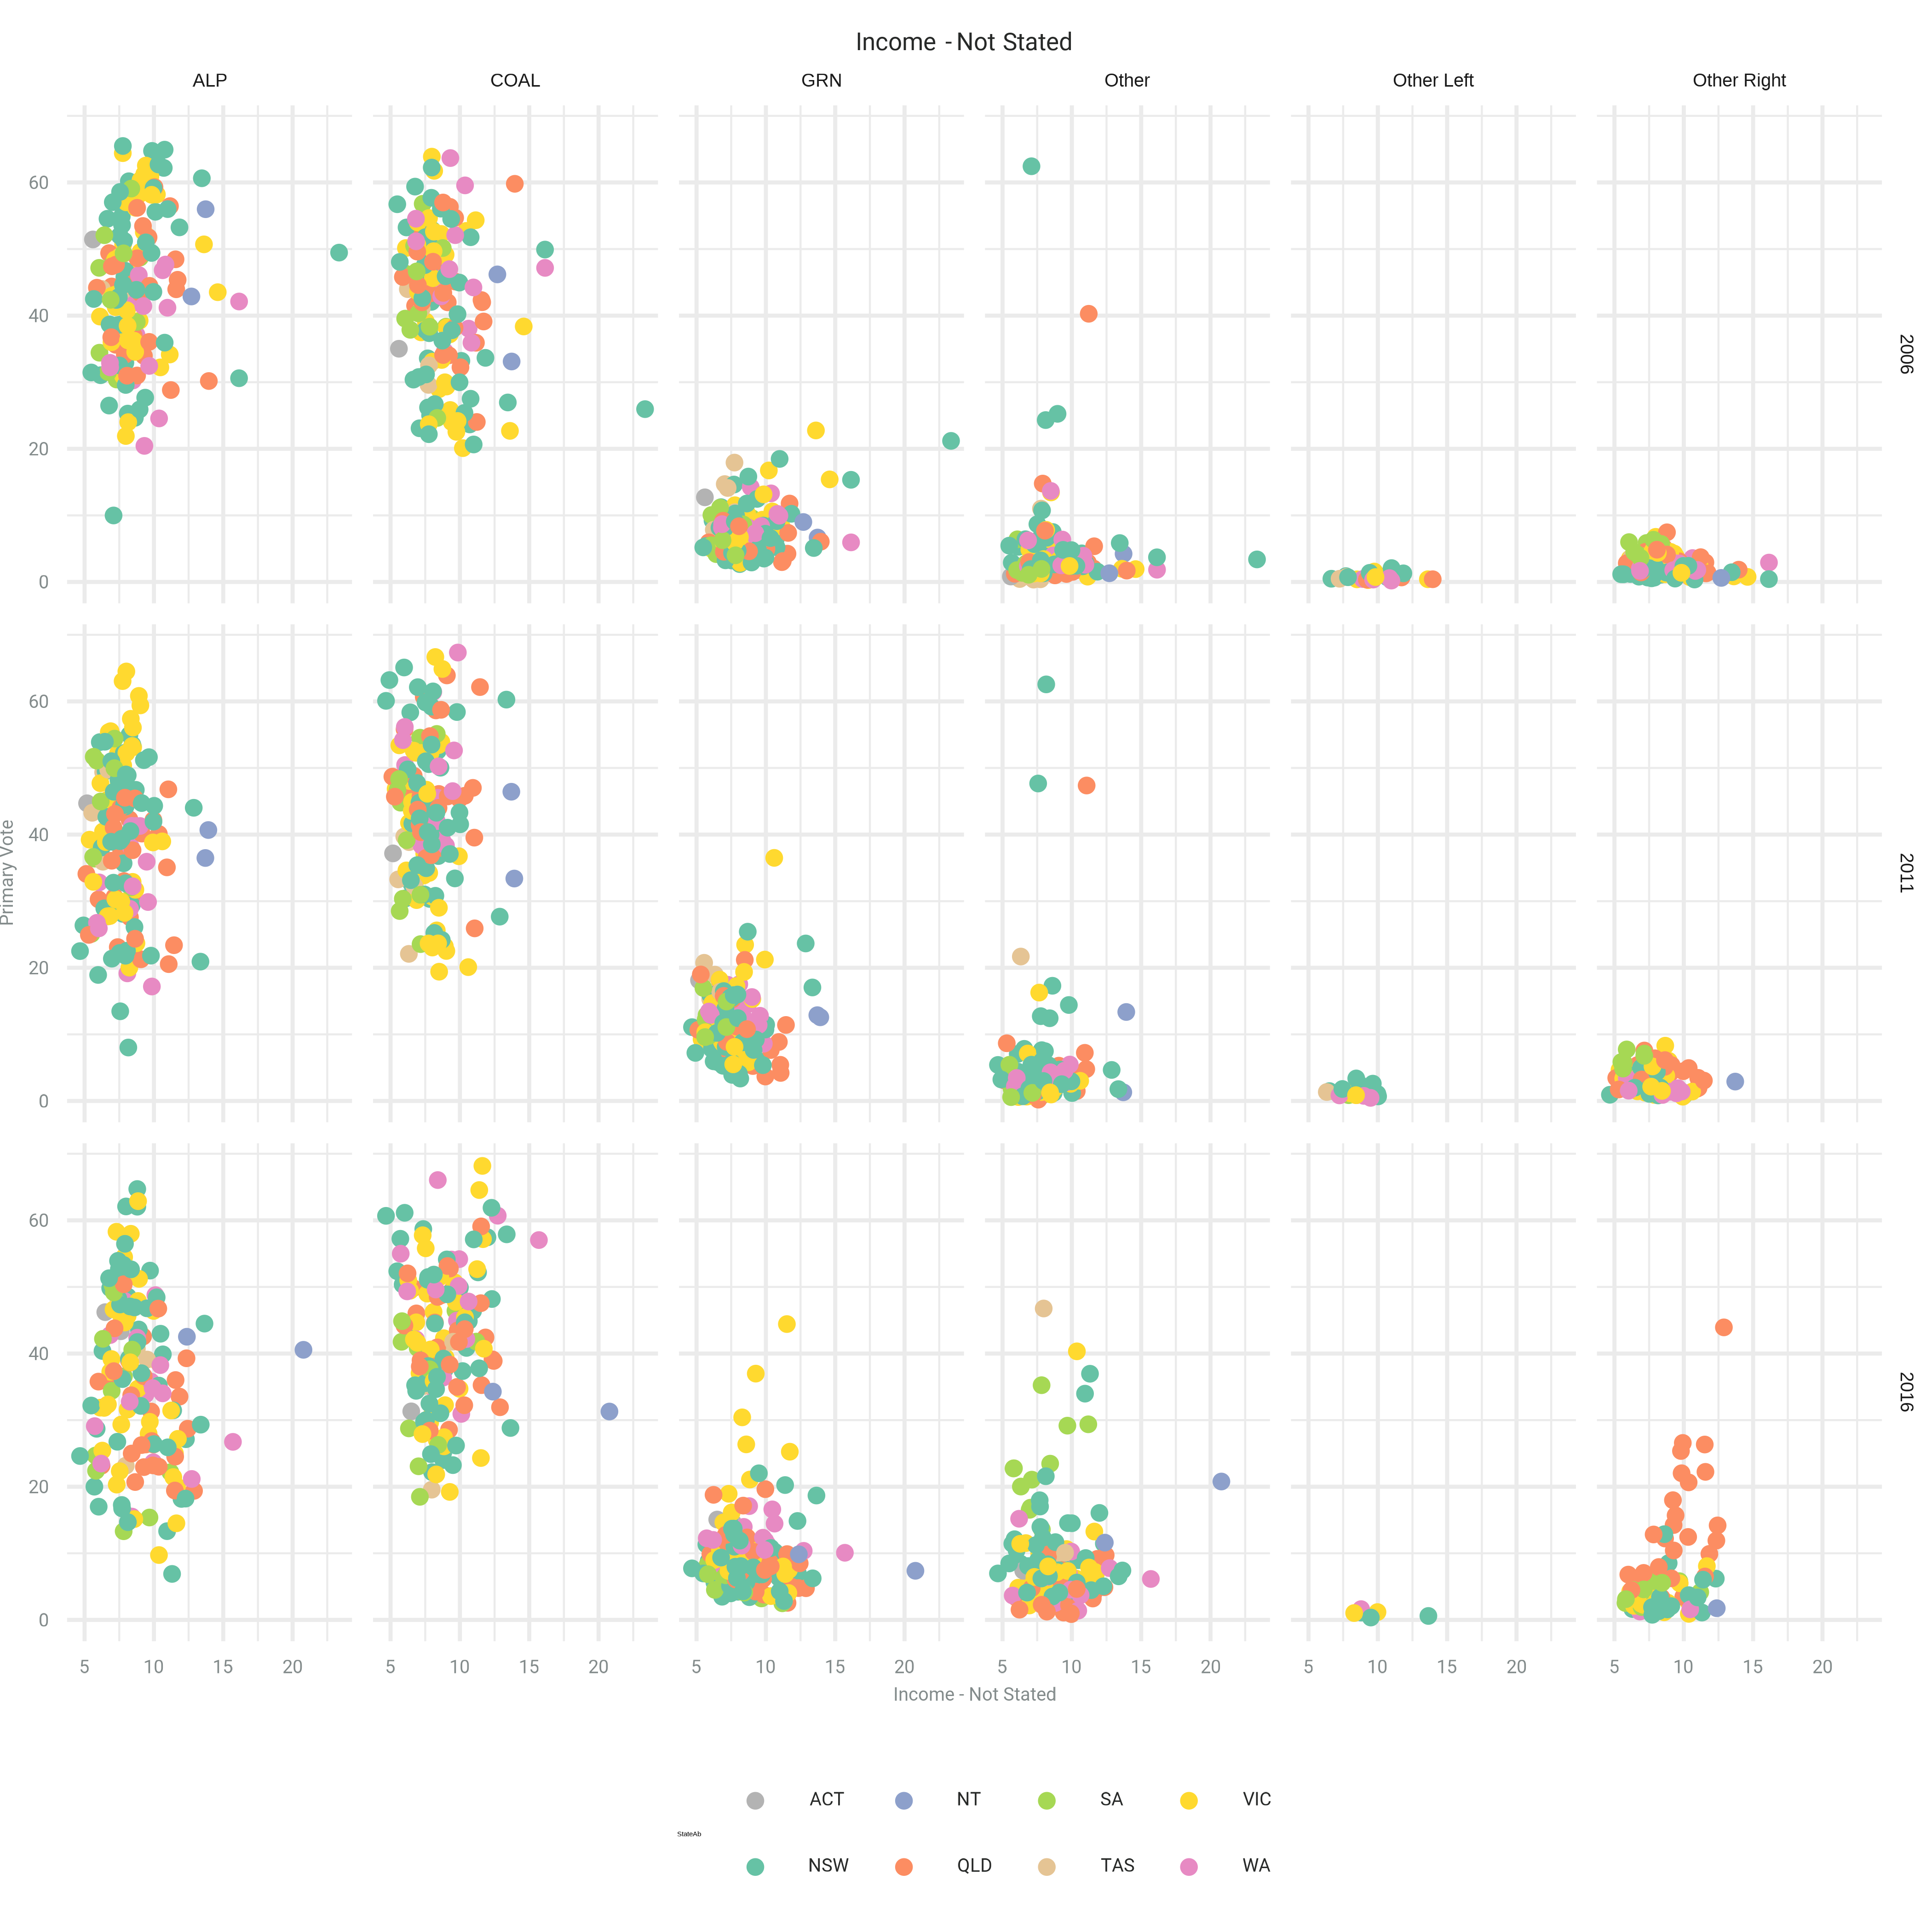 Income - Not Stated
ALP COAL GRN Other Other Left Other Right
60
40
20
0
2006
60
40
20
0
2011
Primary Vote
60
40
20
0
2016
5 10 15 20 5 10 15 20 5 10 15 20 5 10 15 20 5 10 15 20 5 10 15 20
Income - Not Stated
ACT NT SA VIC
StateAb
NSW QLD TAS WA